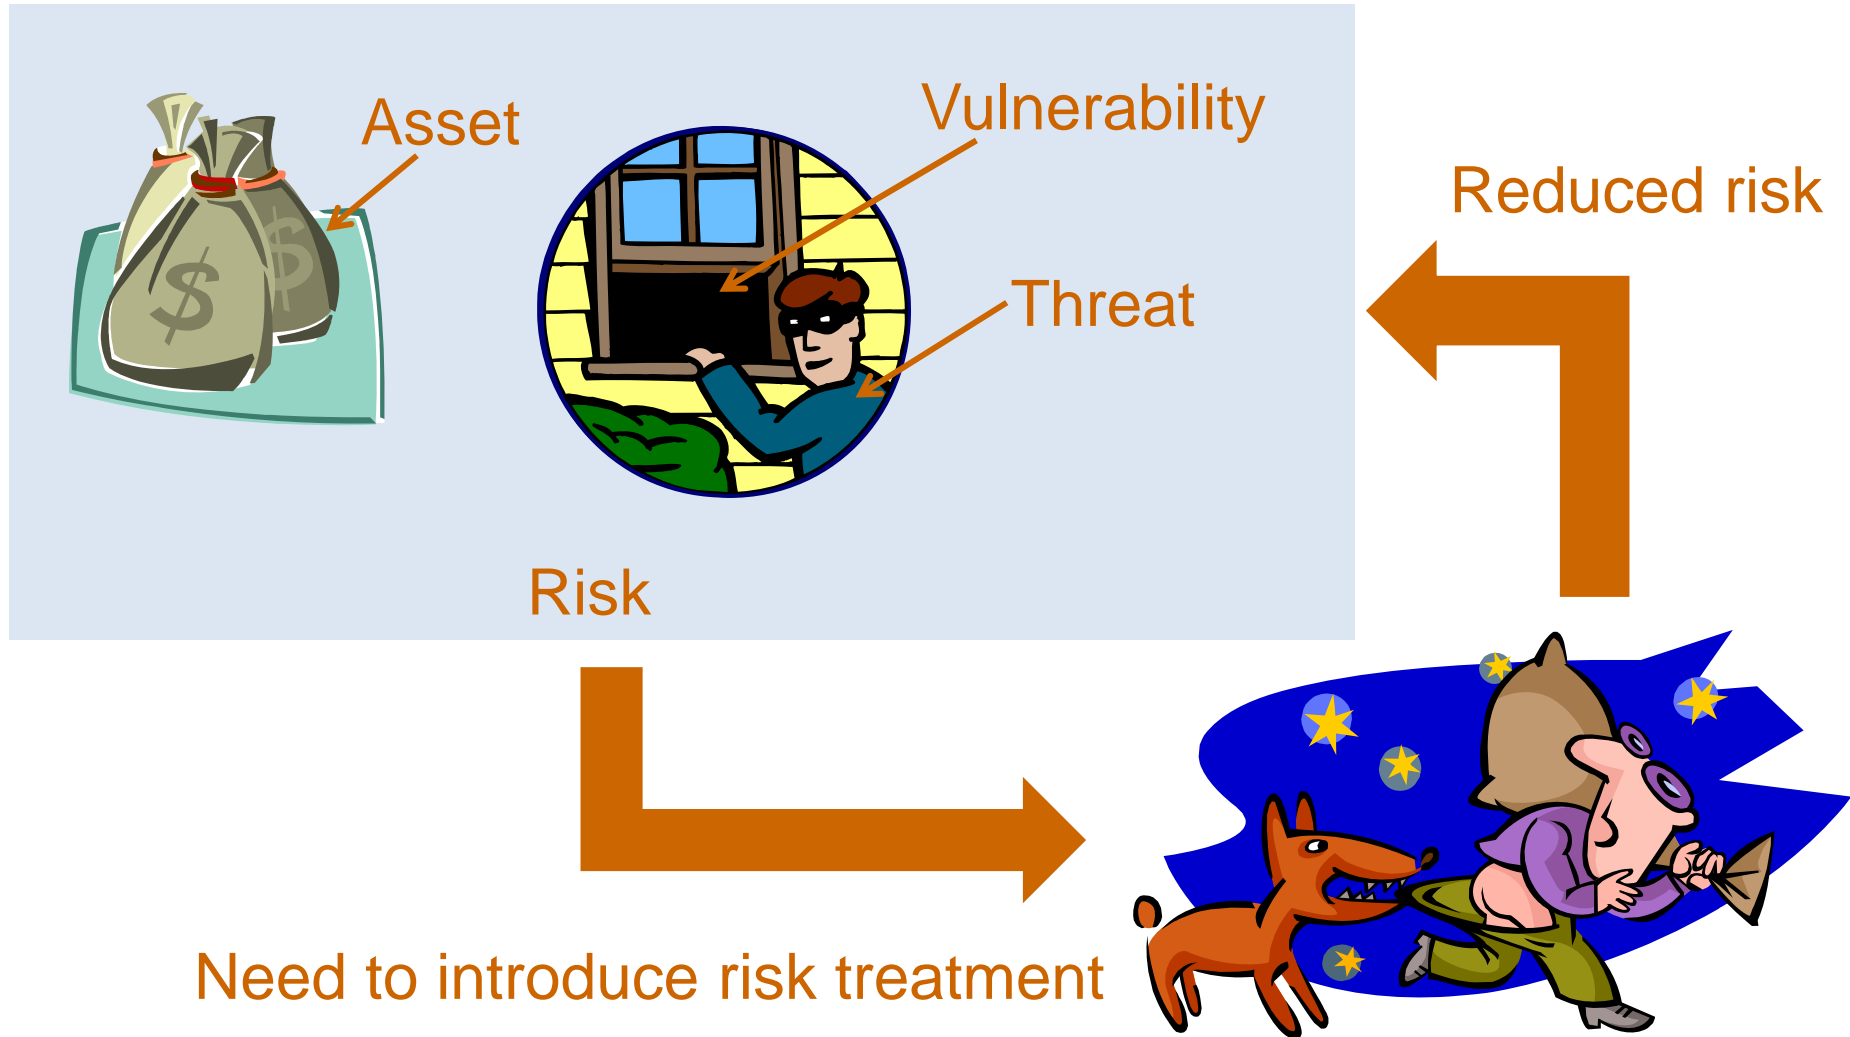 Asset
Vulnerability
Reduced risk
Threat
$
$
Risk
Need to introduce risk treatment